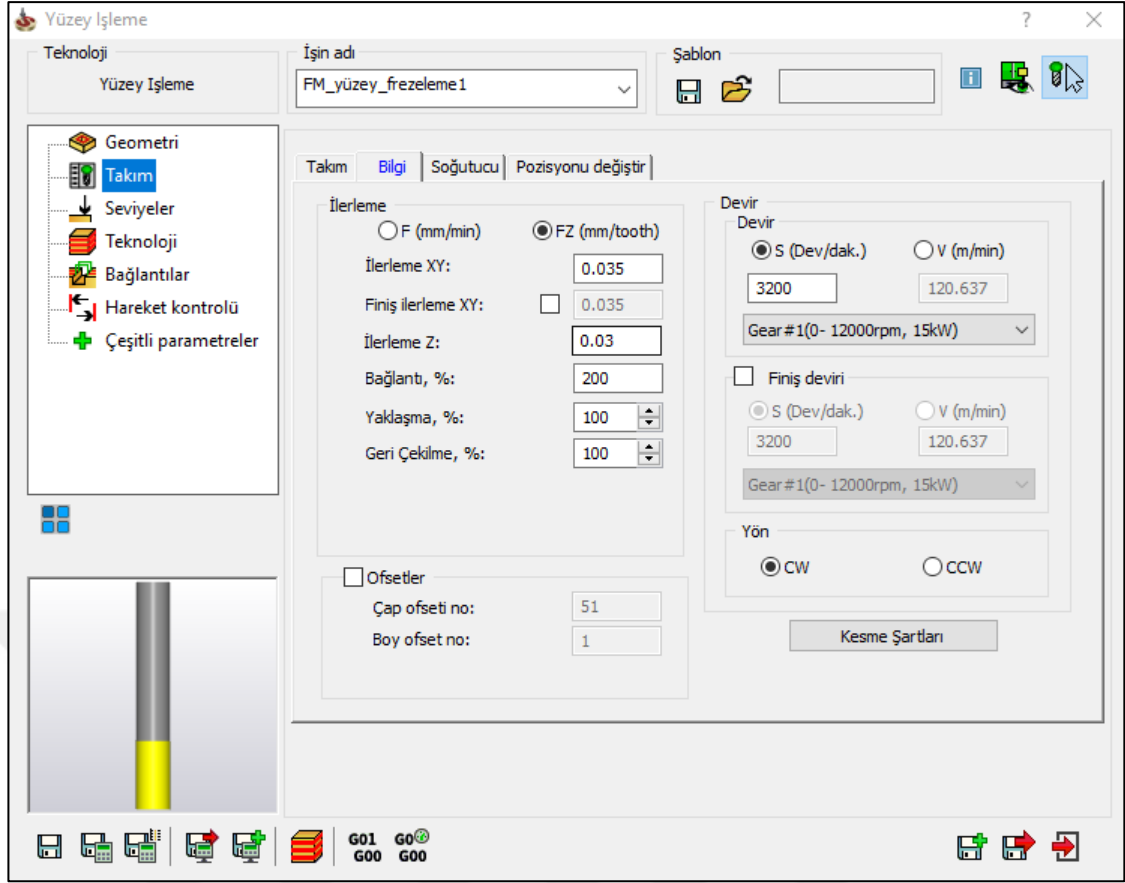 Yüzey Işleme
?
Teknoloji
Yüzey Işleme
İşin adı
FM_yüzey_frezeleme1
Şablon
Geometri
Takım
Seviyeler
Teknoloji
Bağlantılar
Hareket kontrolü
Çeşitli parametreler
Takım Bilgi Soğutucu Pozisyonu değiştir
İlerleme
F (mm/min) FZ (mm/tooth)
İlerleme XY: 0.035
Finiş ilerleme XY: 0.035
İlerleme Z: 0.03
Bağlantı, %: 200
Yaklaşma, %: 100
Geri Çekilme, %: 100
Ofsetler
Çap ofseti no: 51
Boy ofset no: 1
Devir
Devir
S (Dev/dak.) V (m/min)
3200 120.637
Gear#1(0- 12000rpm, 15kW)
Finiş deviri
S (Dev/dak.) V (m/min)
3200 120.637
Gear#1(0- 12000rpm, 15kW)
Yön
CW CCW
Kesme Şartları
G01 G0
G00 G00